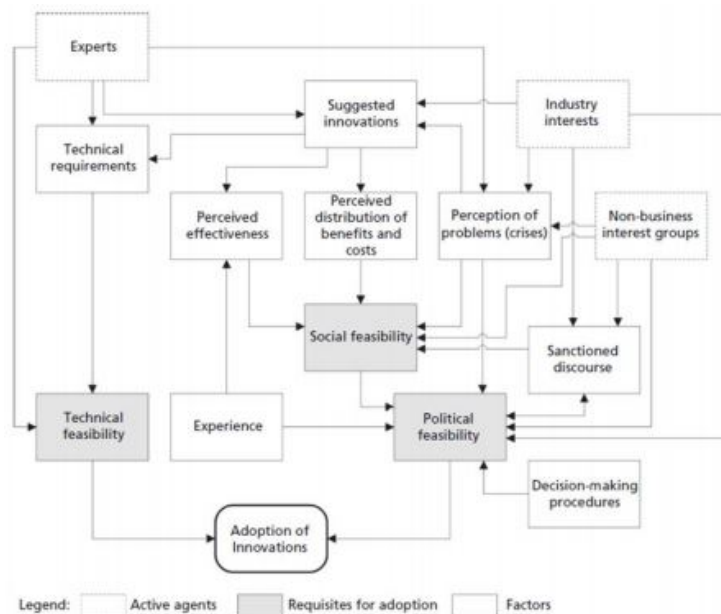 Experts
Suggested
innovations
Industry
interests
Technical
requirements
Perceived
effectiveness
Perceived
distribution of
benefits and
costs
Perception of
problems (crises)
Non-business
interest groups
Social feasibility
Sanctioned
discourse
Technical
feasibility
Experience
Political
feasibility
Decision-making
procedures
Adoption of
Innovations
Legend: Active agents Requisites for adoption Factors